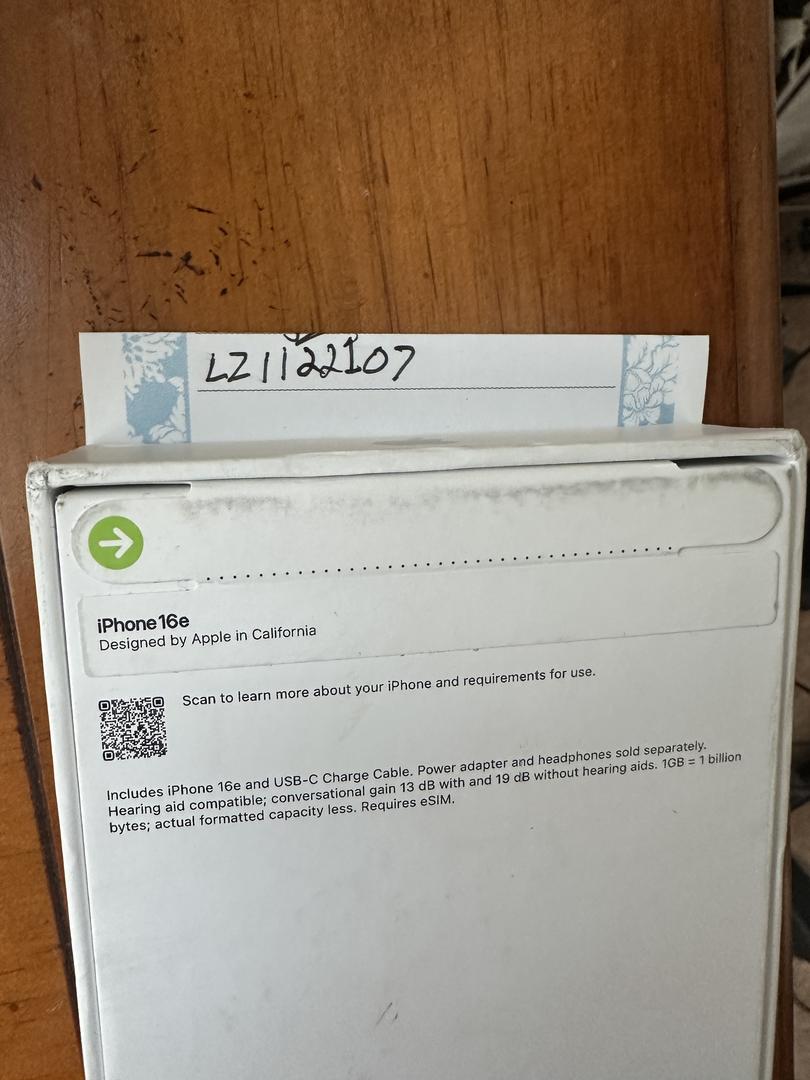 LZ1122107
iPhone 16e
Designed by Apple in California
Scan to learn more about your iPhone and requirements for use.
Includes iPhone 16e and USB-C Charge Cable. Power adapter and headphones sold separately.
Hearing aid compatible; conversational gain 13 dB with and 19 dB without hearing aids. 1GB = 1 billion
bytes; actual formatted capacity less. Requires eSIM.